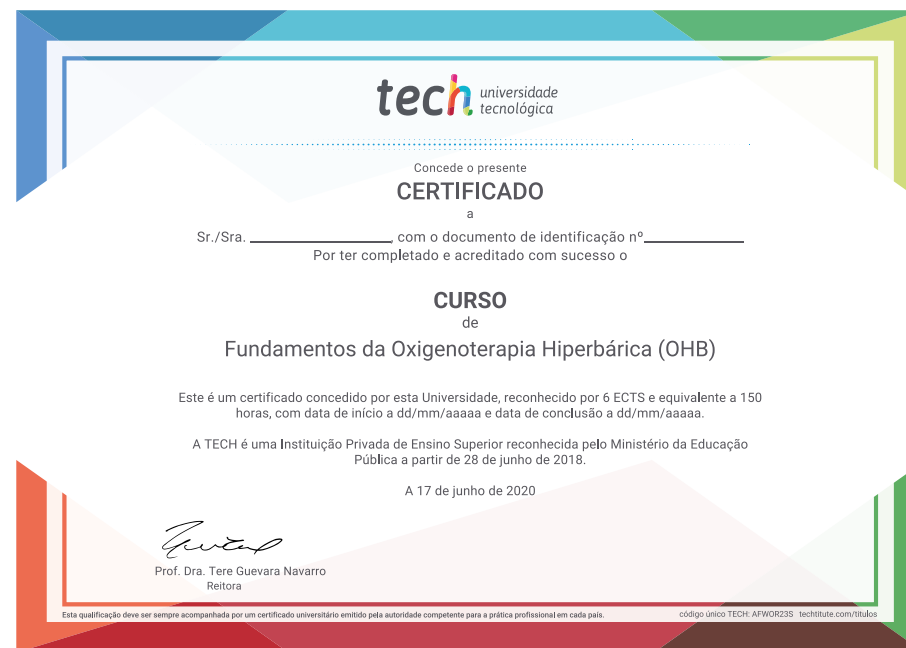 tech universidade
tecnológica
Concede o presente
CERTIFICADO
a
Sr./Sra. ____________________, com o documento de identificação nº______________
Por ter completado e acreditado com sucesso o
CURSO
de
Fundamentos da Oxigenoterapia Hiperbárica (OHB)
Este é um certificado concedido por esta Universidade, reconhecido por 6 ECTS e equivalente a 150
horas, com data de início a dd/mm/aaaaa e data de conclusão a dd/mm/aaaaa.
A TECH é uma Instituição Privada de Ensino Superior reconhecida pelo Ministério da Educação
Pública a partir de 28 de junho de 2018.
A 17 de junho de 2020
Prof. Dra. Tere Guevara Navarro
Reitora
Esta qualificação deve ser sempre acompanhada por um certificado universitário emitido pela autoridade competente para a prática profissional em cada país.
código único TECH: AFWOR23S techtitute.com/titulos